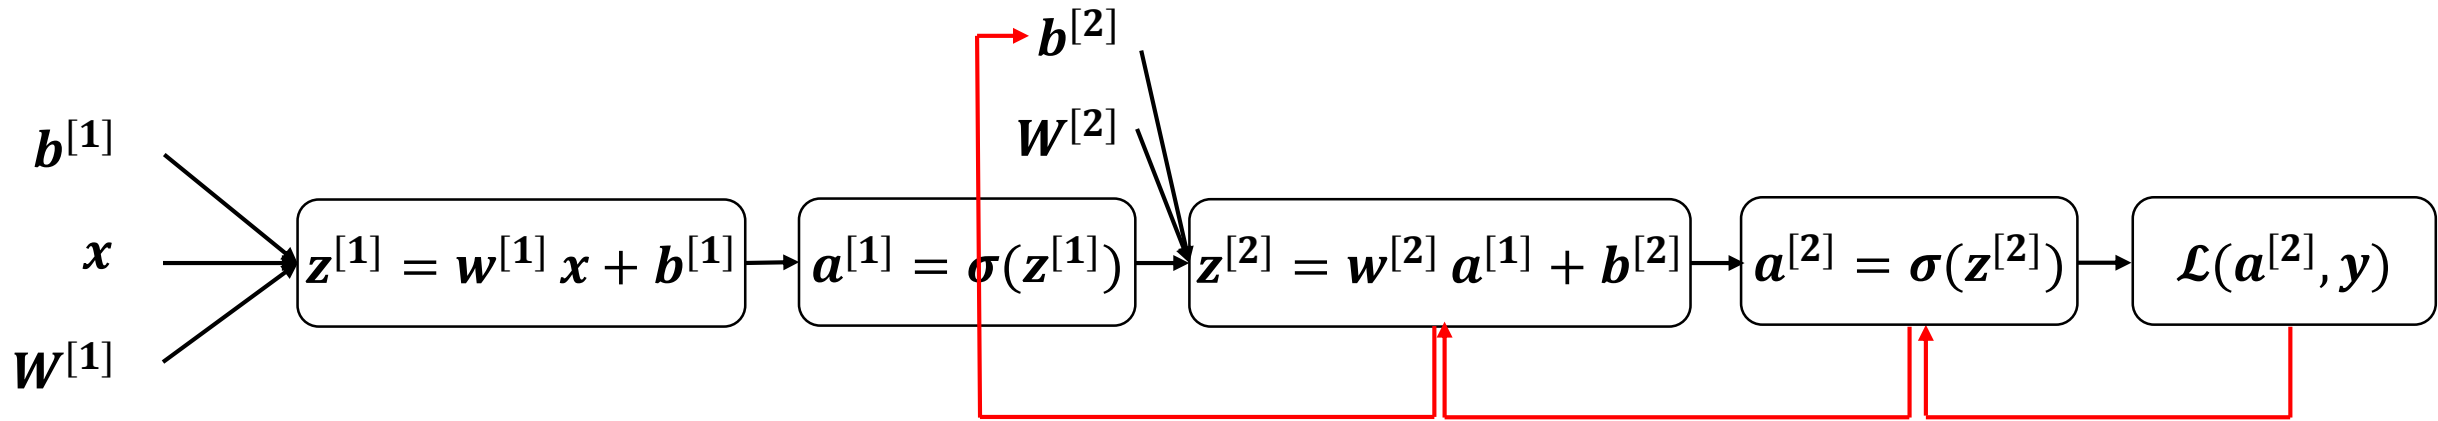 b^[2]
W^[2]
b^[1]
x
W^[1]
z^[1] = w^[1] x + b^[1]
a^[1] = σ(z^[1])
z^[2] = w^[2] a^[1] + b^[2]
a^[2] = σ(z^[2])
ℒ(a^[2], y)